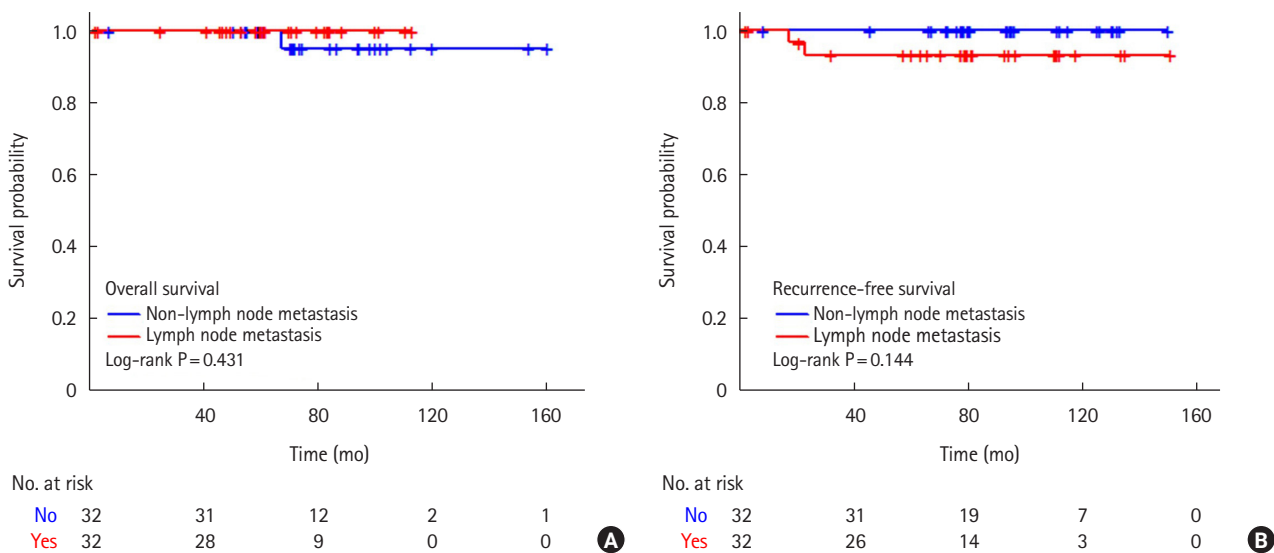 1.0
0.8
0.6
0.4
0.2
0
Survival probability
Overall survival
Non-lymph node metastasis
Lymph node metastasis
Log-rank P=0.431
40 80 120 160
Time (mo)
No. at risk
No 32 31 12 2 1
Yes 32 28 9 0 0
A
1.0
0.8
0.6
0.4
0.2
0
Survival probability
Recurrence-free survival
Non-lymph node metastasis
Lymph node metastasis
Log-rank P=0.144
40 80 120 160
Time (mo)
No. at risk
No 32 31 19 7 0
Yes 32 26 14 3 0
B